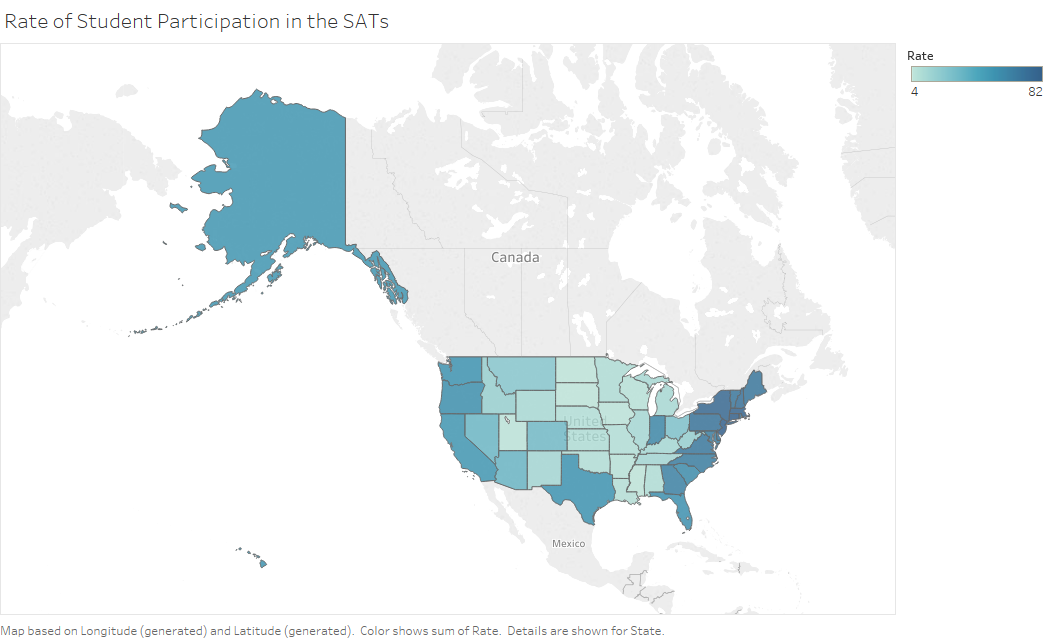 Rate of Student Participation in the SATs
Rate
4 82
Canada
United
States
Mexico
Map based on Longitude (generated) and Latitude (generated). Color shows sum of Rate. Details are shown for State.